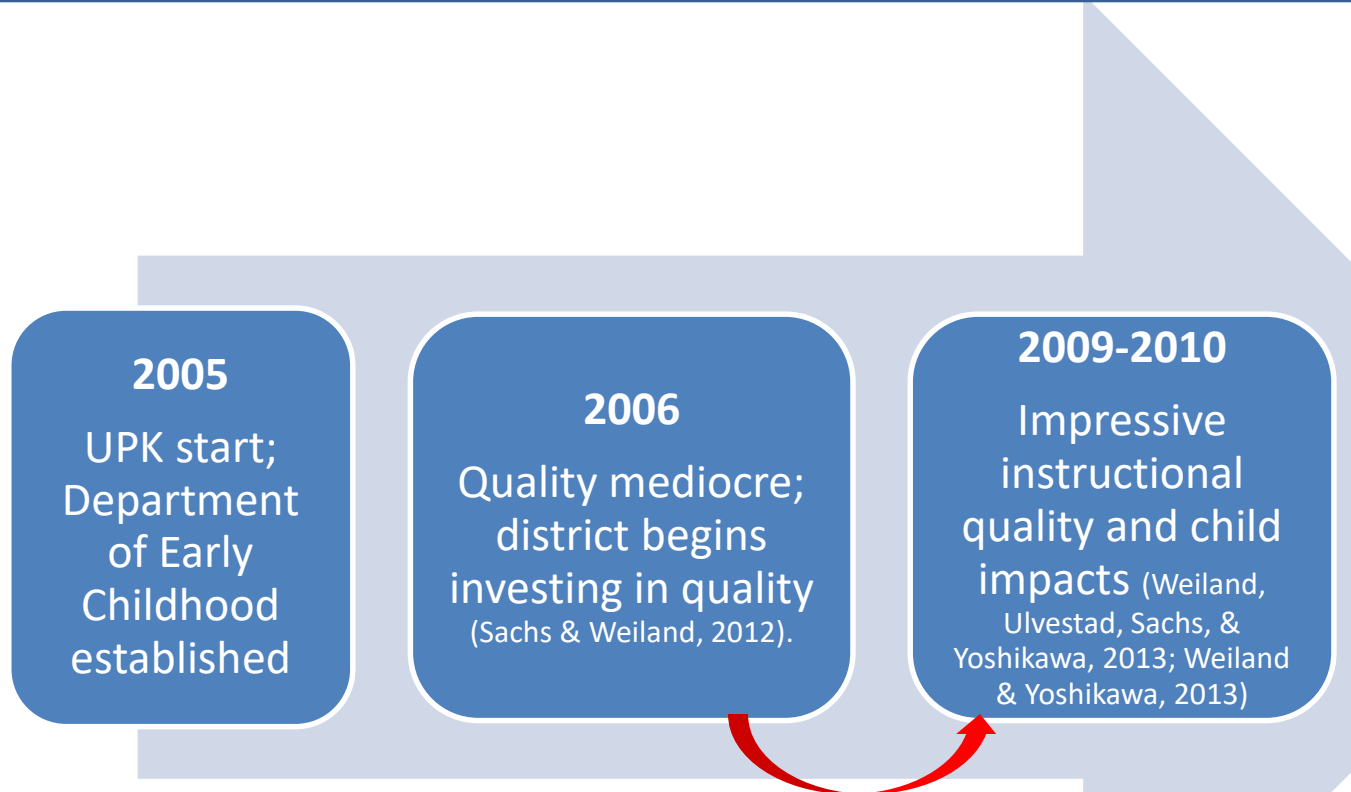 2005
UPK start;
Department
of Early
Childhood
established
2006
Quality mediocre;
district begins
investing in quality
(Sachs & Weiland, 2012).
2009-2010
Impressive
instructional
quality and child
impacts (Weiland,
Ulvestad, Sachs, &
Yoshikawa, 2013; Weiland
& Yoshikawa, 2013)